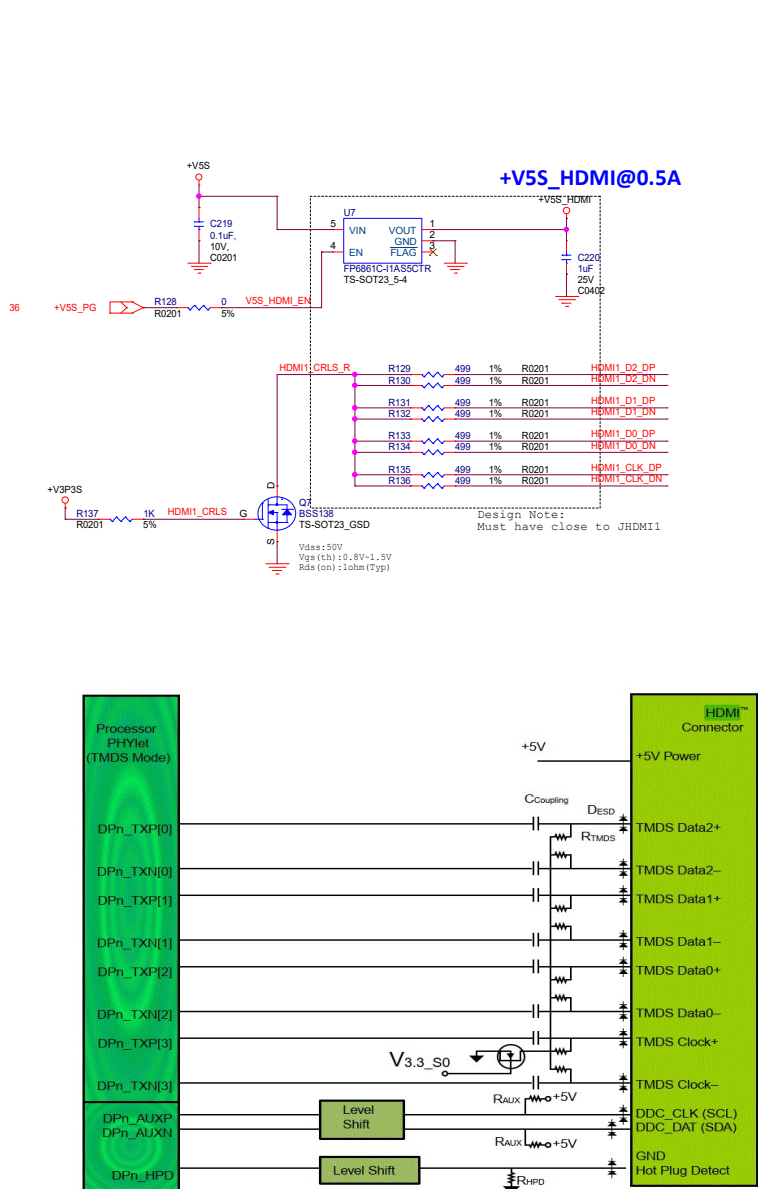 +V5S
+V5S_HDMI@0.5A
+V5S_HDMI
U7
5 VIN VOUT 1
GND 2
4 EN FLAG 3
C219
0.1uF,
10V,
C0201
FP6861C-I1AS5CTR
TS-SOT23_5-4
C220
1uF
25V
C0402
36 +V5S_PG R128 0 V5S_HDMI_EN
R0201 5%
HDMI1_CRLS_R
R129 499 1% R0201 HDMI1_D2_DP
R130 499 1% R0201 HDMI1_D2_DN
R131 499 1% R0201 HDMI1_D1_DP
R132 499 1% R0201 HDMI1_D1_DN
R133 499 1% R0201 HDMI1_D0_DP
R134 499 1% R0201 HDMI1_D0_DN
R135 499 1% R0201 HDMI1_CLK_DP
R136 499 1% R0201 HDMI1_CLK_DN
+V3P3S
R137 1K HDMI1_CRLS G
R0201 5%
D
S
Q7
BSS138
TS-SOT23_GSD
Vdss:50V
Vgs(th):0.8V~1.5V
Rds(on):1ohm(Typ)
Design Note:
Must have close to JHDMI1
Processor
PHYlet
(TMDS Mode)
HDMI™
Connector
+5V
+5V Power
CCoupling
DESD
RTMDS
DPn_TXP[0] TMDS Data2+
DPn_TXN[0] TMDS Data2–
DPn_TXP[1] TMDS Data1+
DPn_TXN[1] TMDS Data1–
DPn_TXP[2] TMDS Data0+
DPn_TXN[2] TMDS Data0–
DPn_TXP[3] TMDS Clock+
V3.3_S0
DPn_TXN[3] TMDS Clock–
RAUX +5V
DPn_AUXP Level Shift DDC_CLK (SCL)
DPn_AUXN DDC_DAT (SDA)
RAUX +5V
GND
DPn_HPD Level Shift Hot Plug Detect
RHPD